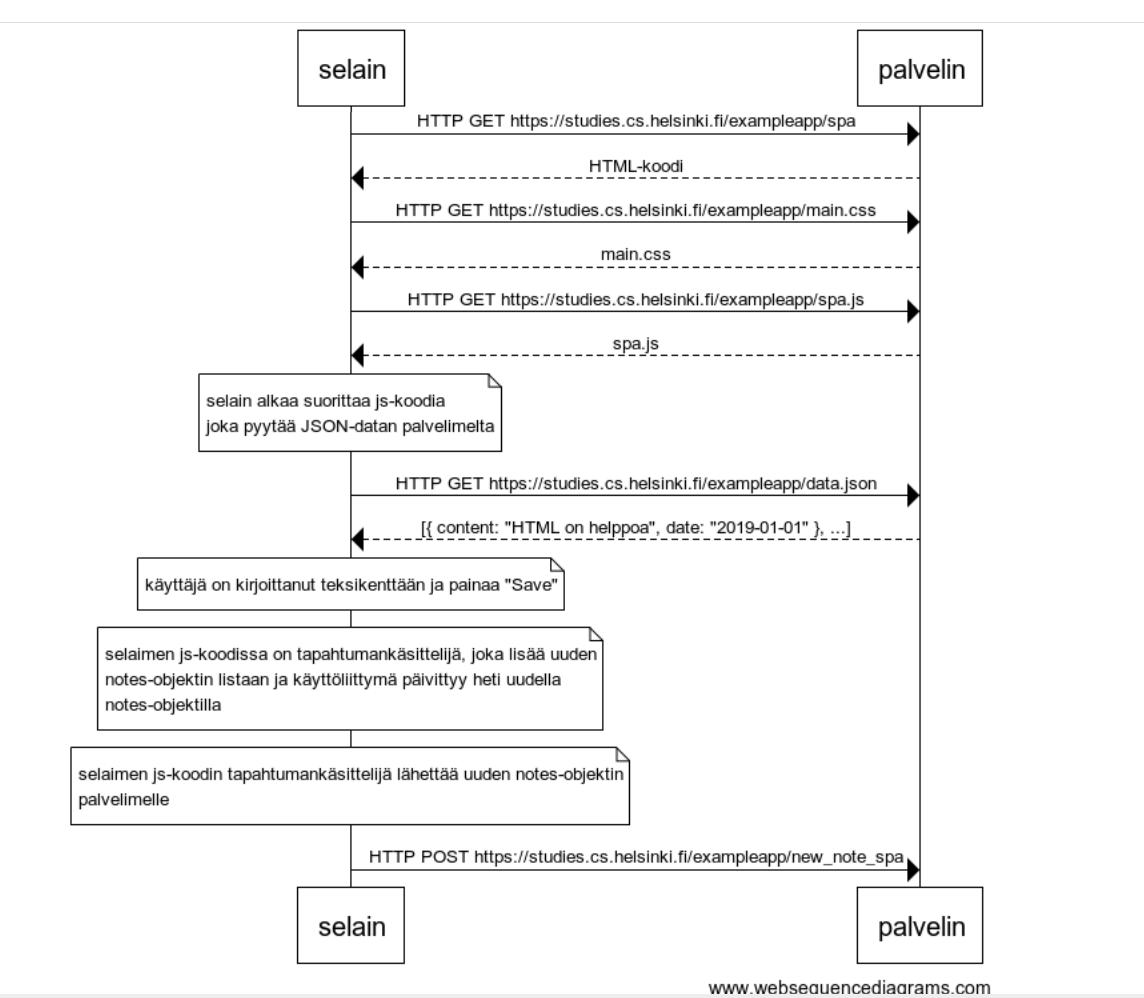 selain palvelin
HTTP GET https://studies.cs.helsinki.fi/exampleapp/spa
HTML-koodi
HTTP GET https://studies.cs.helsinki.fi/exampleapp/main.css
main.css
HTTP GET https://studies.cs.helsinki.fi/exampleapp/spa.js
spa.js
selain alkaa suorittaa js-koodia
joka pyytää JSON-datan palvelimelta
HTTP GET https://studies.cs.helsinki.fi/exampleapp/data.json
[{ content: "HTML on helppoa", date: "2019-01-01" }, ...]
käyttäjä on kirjoittanut teksikenttään ja painaa "Save"
selaimen js-koodissa on tapahtumankäsittelijä, joka lisää uuden
notes-objektin listaan ja käyttöliittymä päivittyy heti uudella
notes-objektilla
selaimen js-koodin tapahtumankäsittelijä lähettää uuden notes-objektin
palvelimelle
HTTP POST https://studies.cs.helsinki.fi/exampleapp/new_note_spa
selain palvelin
www.websequencediagrams.com